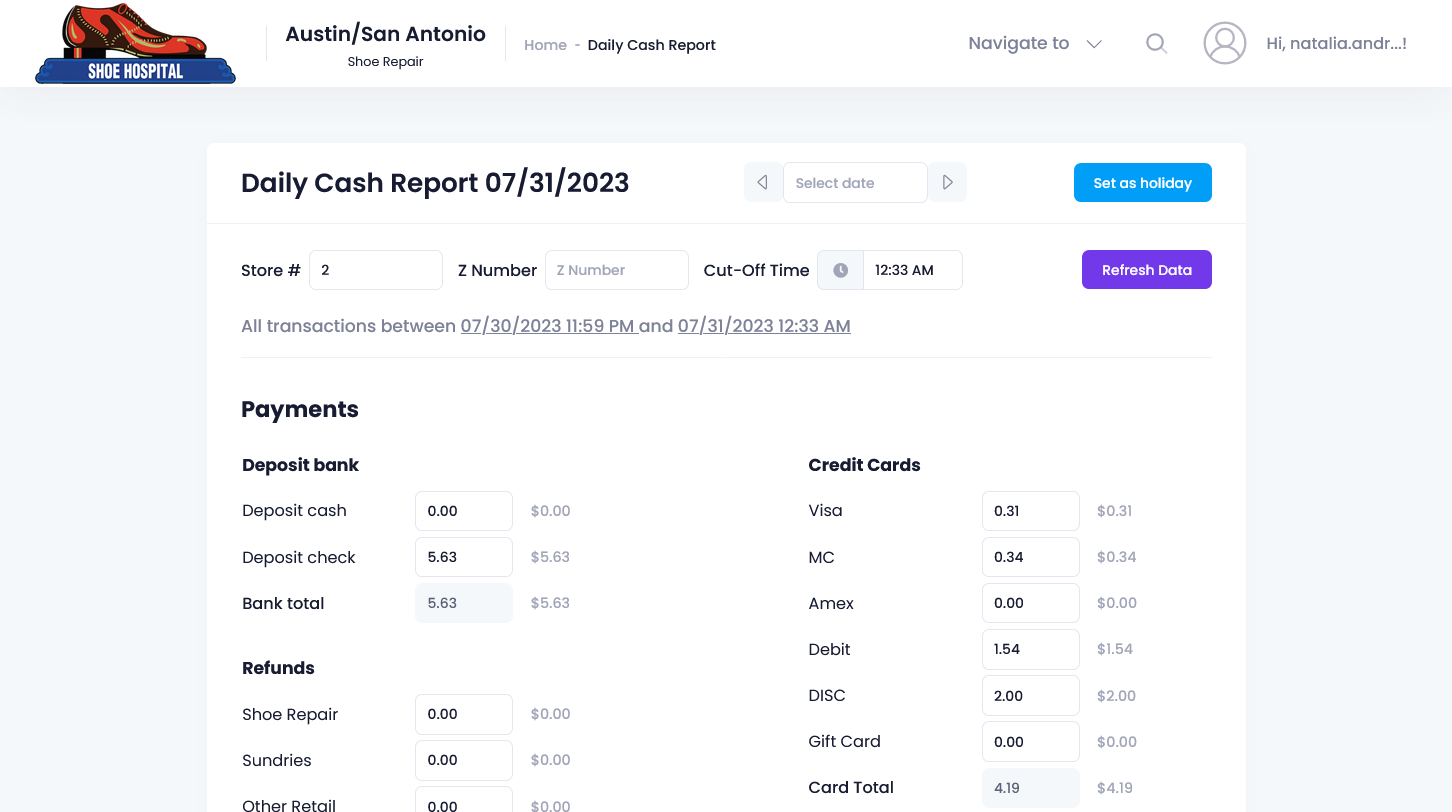 SHOE HOSPITAL
Austin/San Antonio
Shoe Repair
Home - Daily Cash Report
Navigate to
Hi, natalia.andr...!
Daily Cash Report 07/31/2023
Select date
Set as holiday
Store # 2
Z Number Z Number
Cut-Off Time 12:33 AM
Refresh Data
All transactions between 07/30/2023 11:59 PM and 07/31/2023 12:33 AM
Payments
Deposit bank
Deposit cash 0.00 $0.00
Deposit check 5.63 $5.63
Bank total 5.63 $5.63
Refunds
Shoe Repair 0.00 $0.00
Sundries 0.00 $0.00
Other Retail 0.00 $0.00
Credit Cards
Visa 0.31 $0.31
MC 0.34 $0.34
Amex 0.00 $0.00
Debit 1.54 $1.54
DISC 2.00 $2.00
Gift Card 0.00 $0.00
Card Total 4.19 $4.19